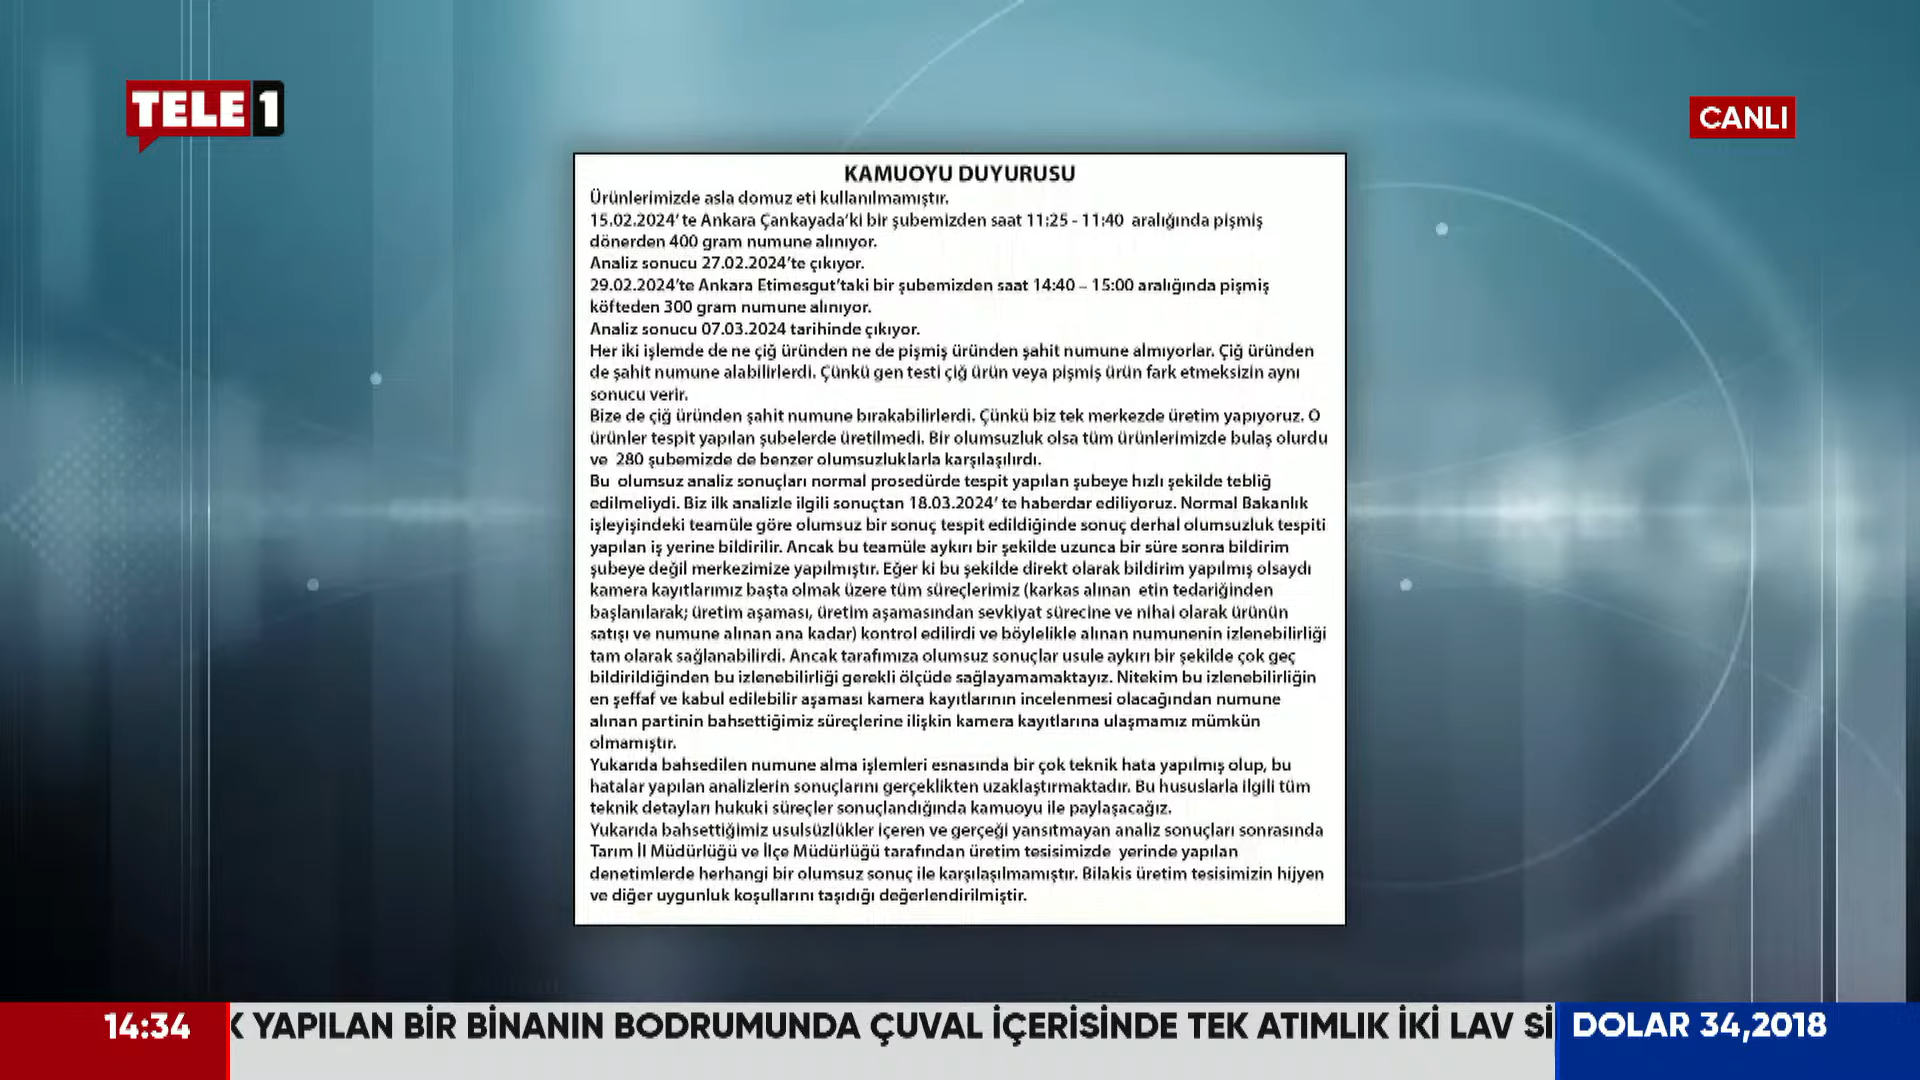 TELE 1
CANLI
KAMUOYU DUYURUSU
Ürünlerimizde asla domuz eti kullanılmamıştır.
15.02.2024' te Ankara Çankayada'ki bir şubemizden saat 11:25 - 11:40 aralığında pişmiş
dönerden 400 gram numune alınıyor.
Analiz sonucu 27.02.2024'te çıkıyor.
29.02.2024'te Ankara Etimesgut'taki bir şubemizden saat 14:40 – 15:00 aralığında pişmiş
köfteden 300 gram numune alınıyor.
Analiz sonucu 07.03.2024 tarihinde çıkıyor.
Her iki işlemde de ne çiğ üründen ne de pişmiş üründen şahit numune almıyorlar. Çiğ üründen
de şahit numune alabilirlerdi. Çünkü gen testi çiğ ürün veya pişmiş ürün fark etmeksizin aynı
sonucu verir.
Bize de çiğ üründen şahit numune bırakabilirlerdi. Çünkü biz tek merkezde üretim yapıyoruz. O
ürünler tespit yapılan şubelerde üretilmedi. Bir olumsuzluk olsa tüm ürünlerimizde bulaş olurdu
ve 280 şubemizde de benzer olumsuzluklarla karşılaşılırdı.
Bu olumsuz analiz sonuçları normal prosedürde tespit yapılan şubeye hızlı şekilde tebliğ
edilmeliydi. Biz ilk analizle ilgili sonuçtan 18.03.2024' te haberdar ediliyoruz. Normal Bakanlık
işleyişindeki teamüle göre olumsuz bir sonuç tespit edildiğinde sonuç derhal olumsuzluk tespiti
yapılan iş yerine bildirilir. Ancak bu teamüle aykırı bir şekilde uzunca bir süre sonra bildirim
şubeye değil merkezimize yapılmıştır. Eğer ki bu şekilde direkt olarak bildirim yapılmış olsaydı
kamera kayıtlarımız başta olmak üzere tüm süreçlerimiz (karkas alınan etin tedariğinden
başlanılarak; üretim aşaması, üretim aşamasından sevkiyat sürecine ve nihai olarak ürünün
satışı ve numune alınan ana kadar) kontrol edilirdi ve böylelikle alınan numunenin izlenebilirliği
tam olarak sağlanabilirdi. Ancak tarafımıza olumsuz sonuçlar usule aykırı bir şekilde çok geç
bildirildiğinden bu izlenebilirliği gerekli ölçüde sağlayamamaktayız. Nitekim bu izlenebilirliğin
en şeffaf ve kabul edilebilir aşaması kamera kayıtlarının incelenmesi olacağından numune
alınan partinin bahsettiğimiz süreçlerine ilişkin kamera kayıtlarına ulaşmamız mümkün
olmamıştır.
Yukarıda bahsedilen numune alma işlemleri esnasında bir çok teknik hata yapılmış olup, bu
hatalar yapılan analizlerin sonuçlarını gerçeklikten uzaklaştırmaktadır. Bu hususlarla ilgili tüm
teknik detayları hukuki süreçler sonuçlandığında kamuoyu ile paylaşacağız.
Yukarıda bahsettiğimiz usulsüzlükler içeren ve gerçeği yansıtmayan analiz sonuçları sonrasında
Tarım İl Müdürlüğü ve İlçe Müdürlüğü tarafından üretim tesisimizde yerinde yapılan
denetimlerde herhangi bir olumsuz sonuç ile karşılaşılmamıştır. Bilakis üretim tesisimizin hijyen
ve diğer uygunluk koşullarını taşıdığı değerlendirilmiştir.
14:34 K YAPILAN BİR BİNANIN BODRUMUNDA ÇUVAL İÇERİSİNDE TEK ATIMLIK İKİ LAV Sİ DOLAR 34,2018